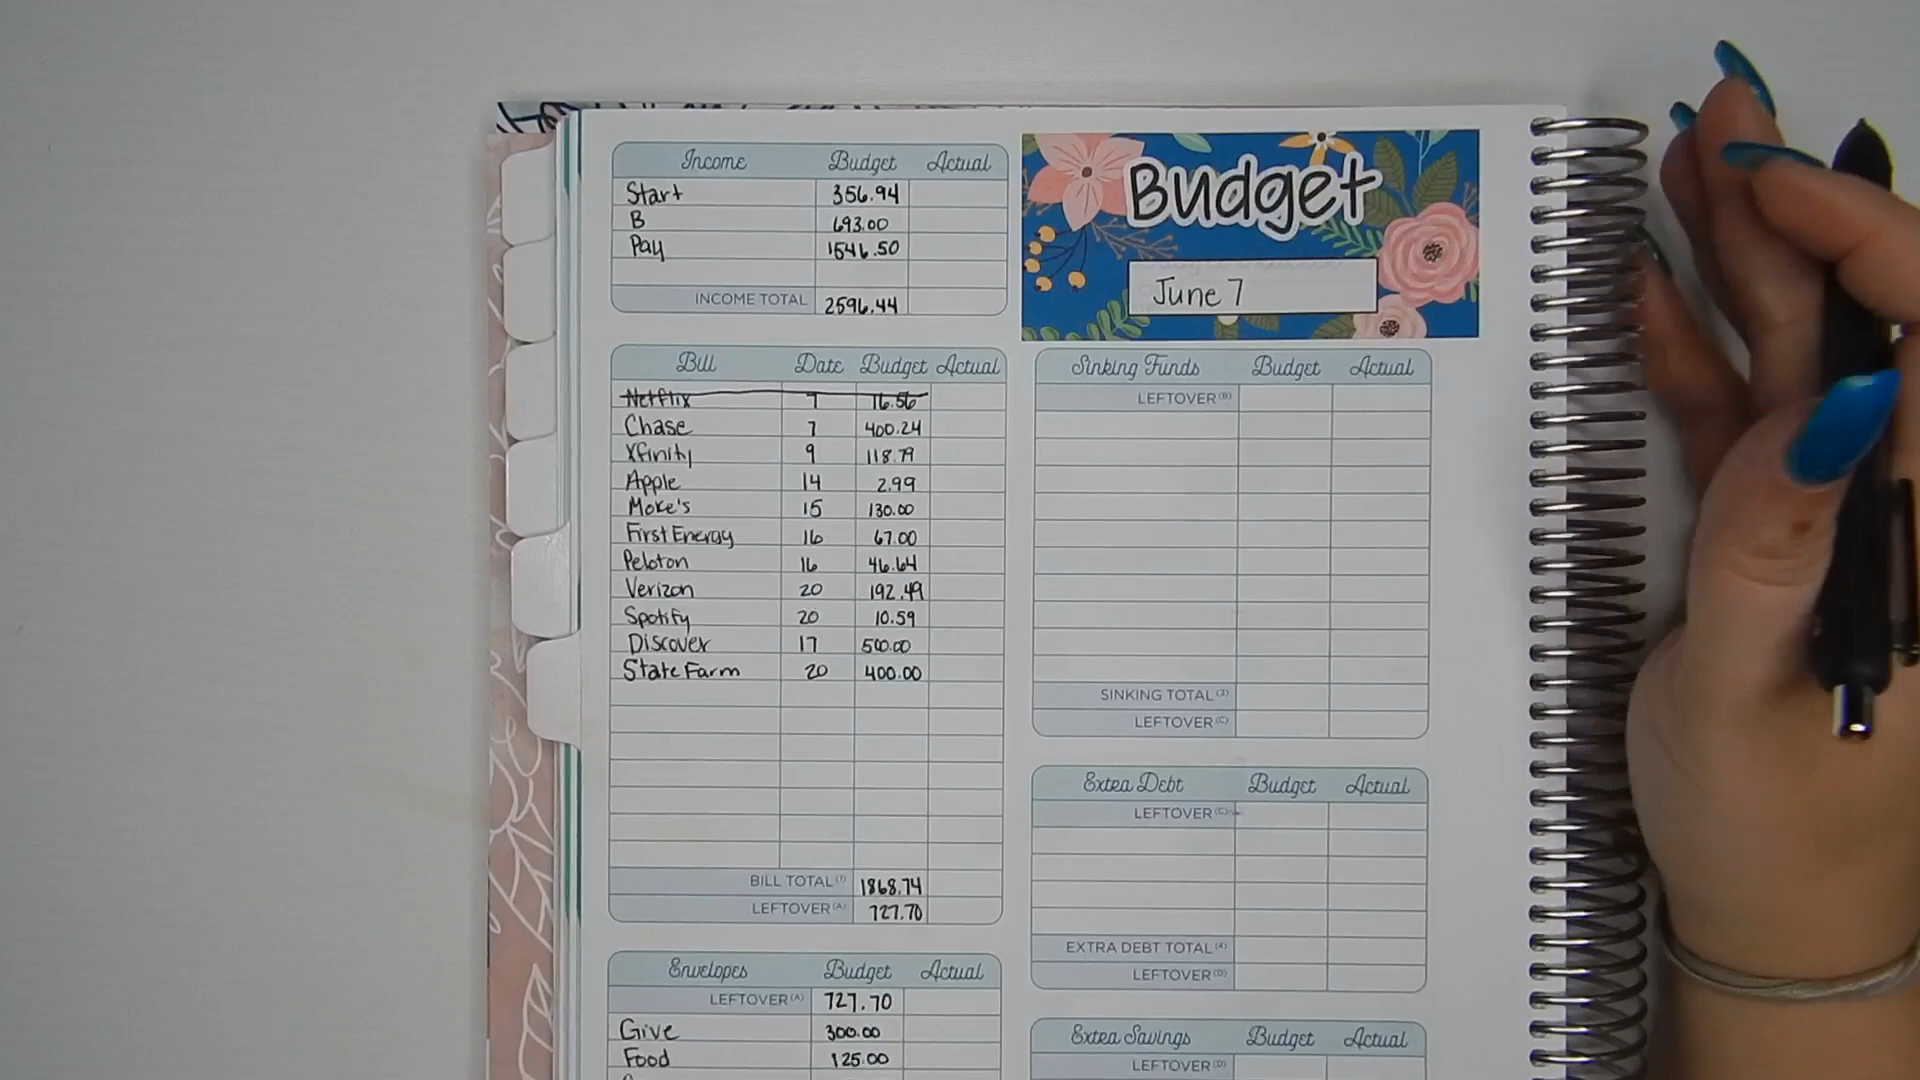 Income Budget Actual
Start 356.94
B 693.00
Pay 1546.50
INCOME TOTAL 2596.44
Budget
June 7
Bill Date Budget Actual
Netflix 7 16.56
Chase 7 400.24
Xfinity 9 118.79
Apple 14 2.99
Moke's 15 130.00
First Energy 16 67.00
Peloton 16 46.64
Verizon 20 192.49
Spotify 20 10.59
Discover 17 500.00
State Farm 20 400.00
BILL TOTAL (1) 1868.74
LEFTOVER (A) 727.70
Envelopes Budget Actual
LEFTOVER (A) 727.70
Give 300.00
Food 125.00
Sinking Funds Budget Actual
LEFTOVER (B)
SINKING TOTAL (3)
LEFTOVER (C)
Extra Debt Budget Actual
LEFTOVER (C)
EXTRA DEBT TOTAL (4)
LEFTOVER (D)
Extra Savings Budget Actual
LEFTOVER (D)